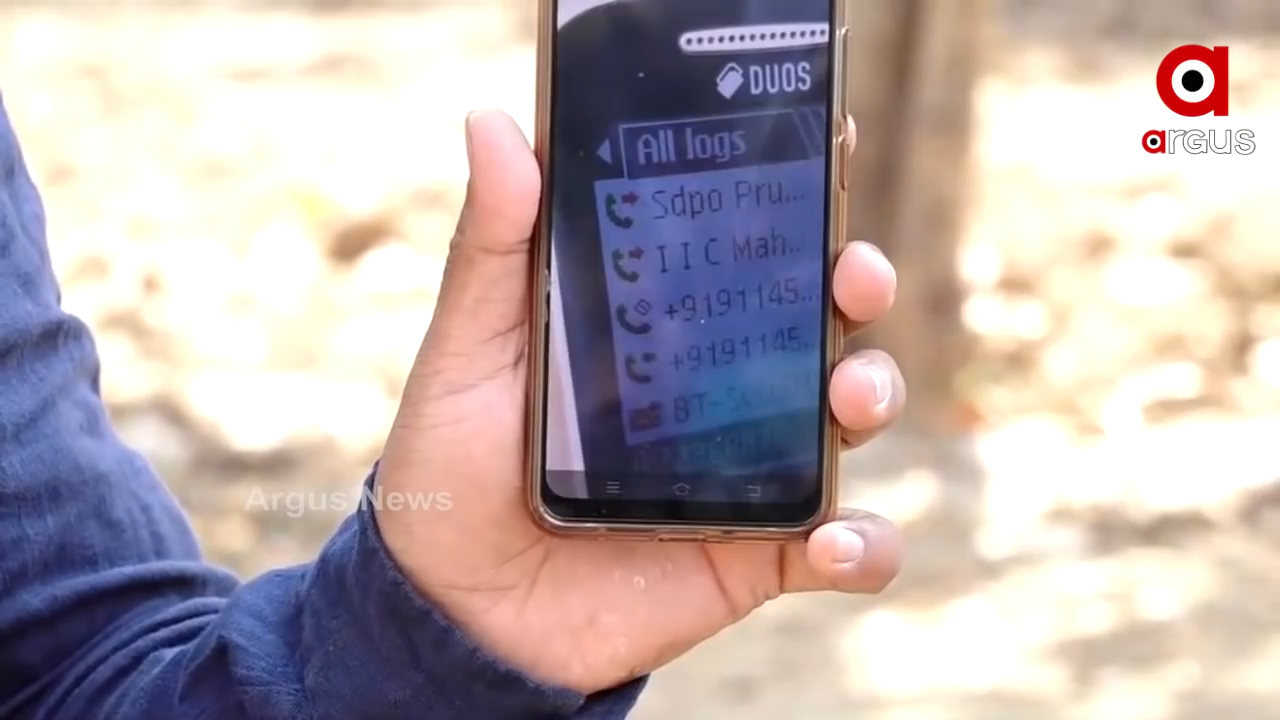 DUOS
All logs
Sdpo Pru...
I I C Mah..
+9191145...
+9191145..
argus
Argus News